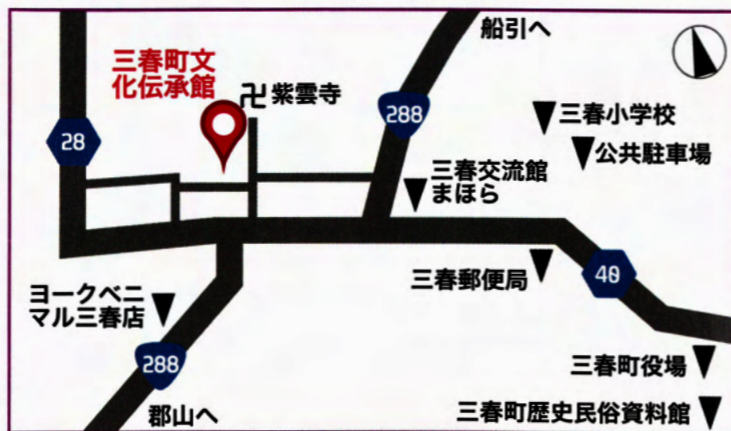 船引へ
三春町文
化伝承館
卍紫雲寺
28
288
三春小学校
公共駐車場
三春交流館
まほら
三春郵便局
40
ヨークベニ
マル三春店
288
郡山へ
三春町役場
三春町歴史民俗資料館